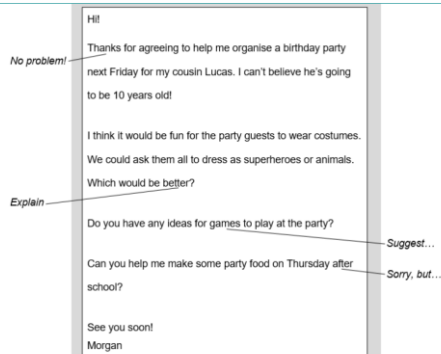 Hi!
No problem!
Thanks for agreeing to help me organise a birthday party
next Friday for my cousin Lucas. I can't believe he's going
to be 10 years old!
I think it would be fun for the party guests to wear costumes.
We could ask them all to dress as superheroes or animals.
Which would be better?
Explain
Do you have any ideas for games to play at the party?
Suggest…
Can you help me make some party food on Thursday after
Sorry, but…
school?
See you soon!
Morgan